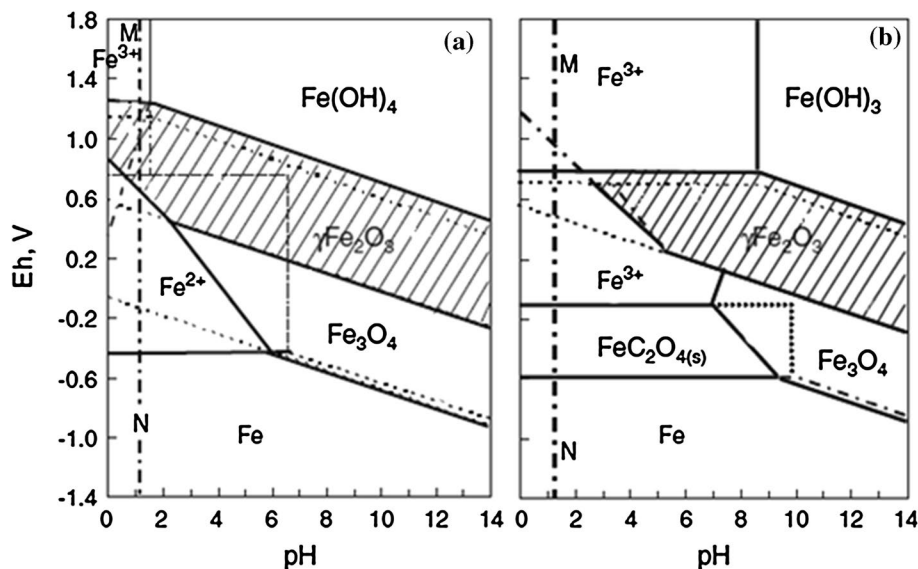 (a)
1.8
1.4
1.0
0.6
0.2
-0.2
-0.6
-1.0
-1.4
Eh, V
M
Fe³⁺
Fe(OH)₄
γFe₂O₃
Fe²⁺
Fe₃O₄
N
Fe
0 2 4 6 8 10 12 14
pH
(b)
M
Fe³⁺
Fe(OH)₃
γFe₂O₃
Fe³⁺
FeC₂O₄₍ₛ₎
Fe₃O₄
N
Fe
0 2 4 6 8 10 12 14
pH